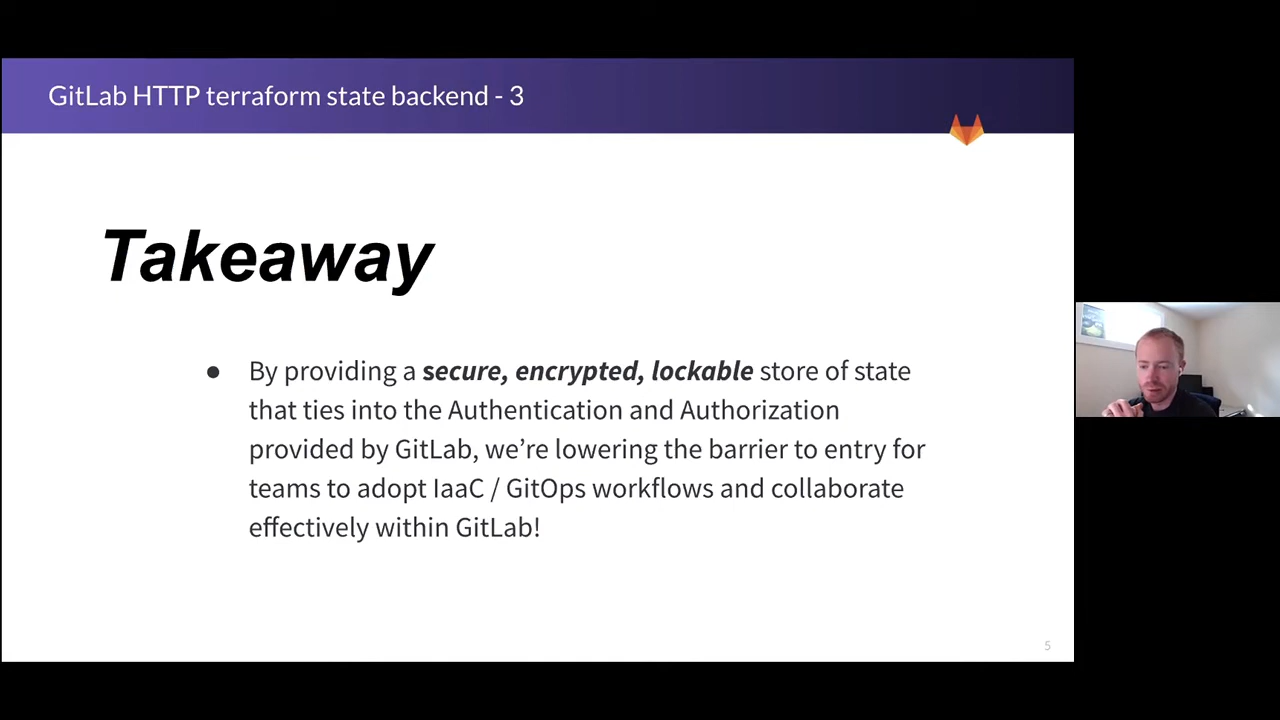 GitLab HTTP terraform state backend - 3
Takeaway
● By providing a secure, encrypted, lockable store of state
that ties into the Authentication and Authorization
provided by GitLab, we’re lowering the barrier to entry for
teams to adopt IaaC / GitOps workflows and collaborate
effectively within GitLab!
5